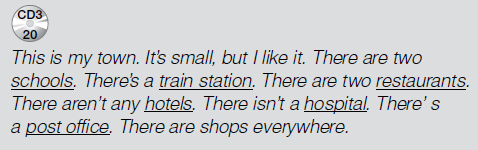 CD3
20
This is my town. It's small, but I like it. There are two
schools. There's a train station. There are two restaurants.
There aren't any hotels. There isn't a hospital. There' s
a post office. There are shops everywhere.